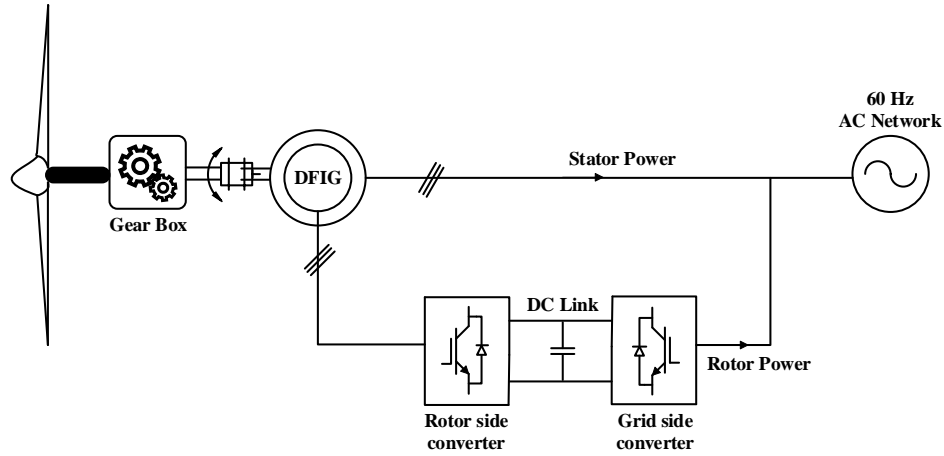 60 Hz
AC Network
Stator Power
DFIG
Gear Box
DC Link
Rotor Power
Rotor side
converter
Grid side
converter